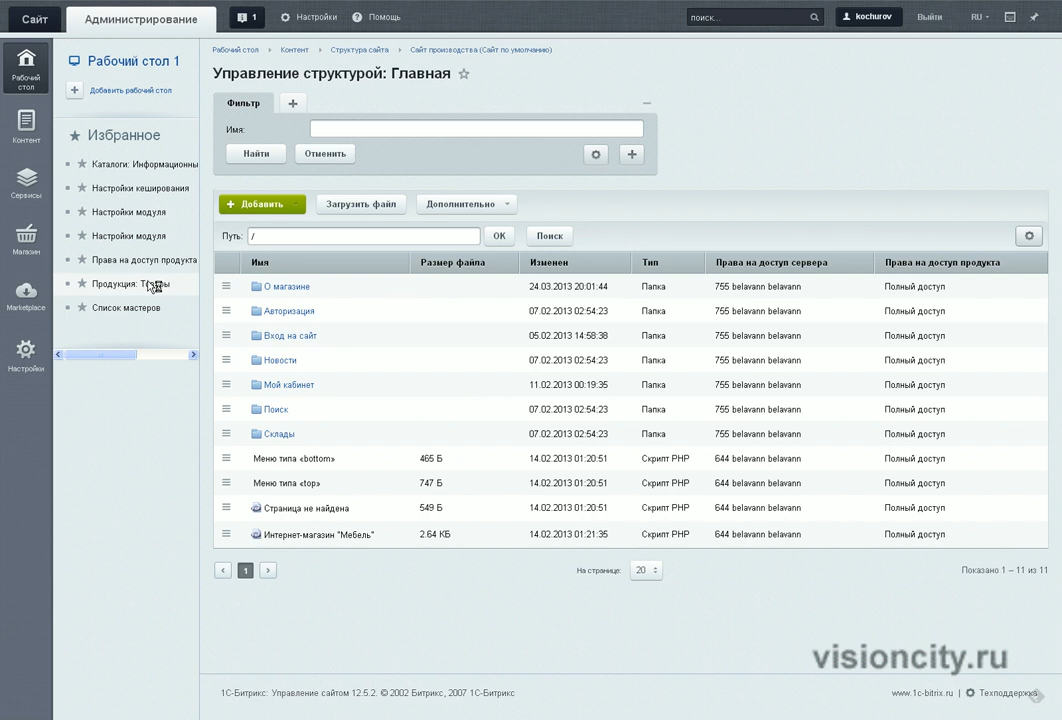 Сайт
Администрирование
1
Настройки
Помощь
поиск...
kochurov
Выйти
RU
Рабочий стол
Контент
Сервисы
Магазин
Marketplace
Настройки
Рабочий стол 1
Добавить рабочий стол
Избранное
Каталоги: Информационны
Настройки кеширования
Настройки модуля
Настройки модуля
Права на доступ продукта
Продукция:
Список мастеров
Рабочий стол
Контент
Структура сайта
Сайт производства (Сайт по умолчанию)
Управление структурой: Главная
Фильтр
Имя:
Найти
Отменить
Добавить
Загрузить файл
Дополнительно
Путь: /
OK
Поиск
Имя Размер файла Изменен Тип Права на доступ сервера Права на доступ продукта
О магазине 24.03.2013 20:01:44 Папка 755 belavann belavann Полный доступ
Авторизация 07.02.2013 02:54:23 Папка 755 belavann belavann Полный доступ
Вход на сайт 05.02.2013 14:58:38 Папка 755 belavann belavann Полный доступ
Новости 07.02.2013 02:54:23 Папка 755 belavann belavann Полный доступ
Мой кабинет 11.02.2013 00:19:35 Папка 755 belavann belavann Полный доступ
Поиск 07.02.2013 02:54:23 Папка 755 belavann belavann Полный доступ
Склады 07.02.2013 02:54:23 Папка 755 belavann belavann Полный доступ
Меню типа «bottom» 465 Б 14.02.2013 01:20:51 Скрипт PHP 644 belavann belavann Полный доступ
Меню типа «top» 747 Б 14.02.2013 01:20:51 Скрипт PHP 644 belavann belavann Полный доступ
Страница не найдена 549 Б 14.02.2013 01:20:51 Скрипт PHP 644 belavann belavann Полный доступ
Интернет-магазин "Мебель" 2.64 КБ 14.02.2013 01:21:35 Скрипт PHP 644 belavann belavann Полный доступ
1
На странице: 20
Показано 1 – 11 из 11
visioncity.ru
1С-Битрикс: Управление сайтом 12.5.2. © 2002 Битрикс, 2007 1С-Битрикс
www.1c-bitrix.ru | Техподдержка